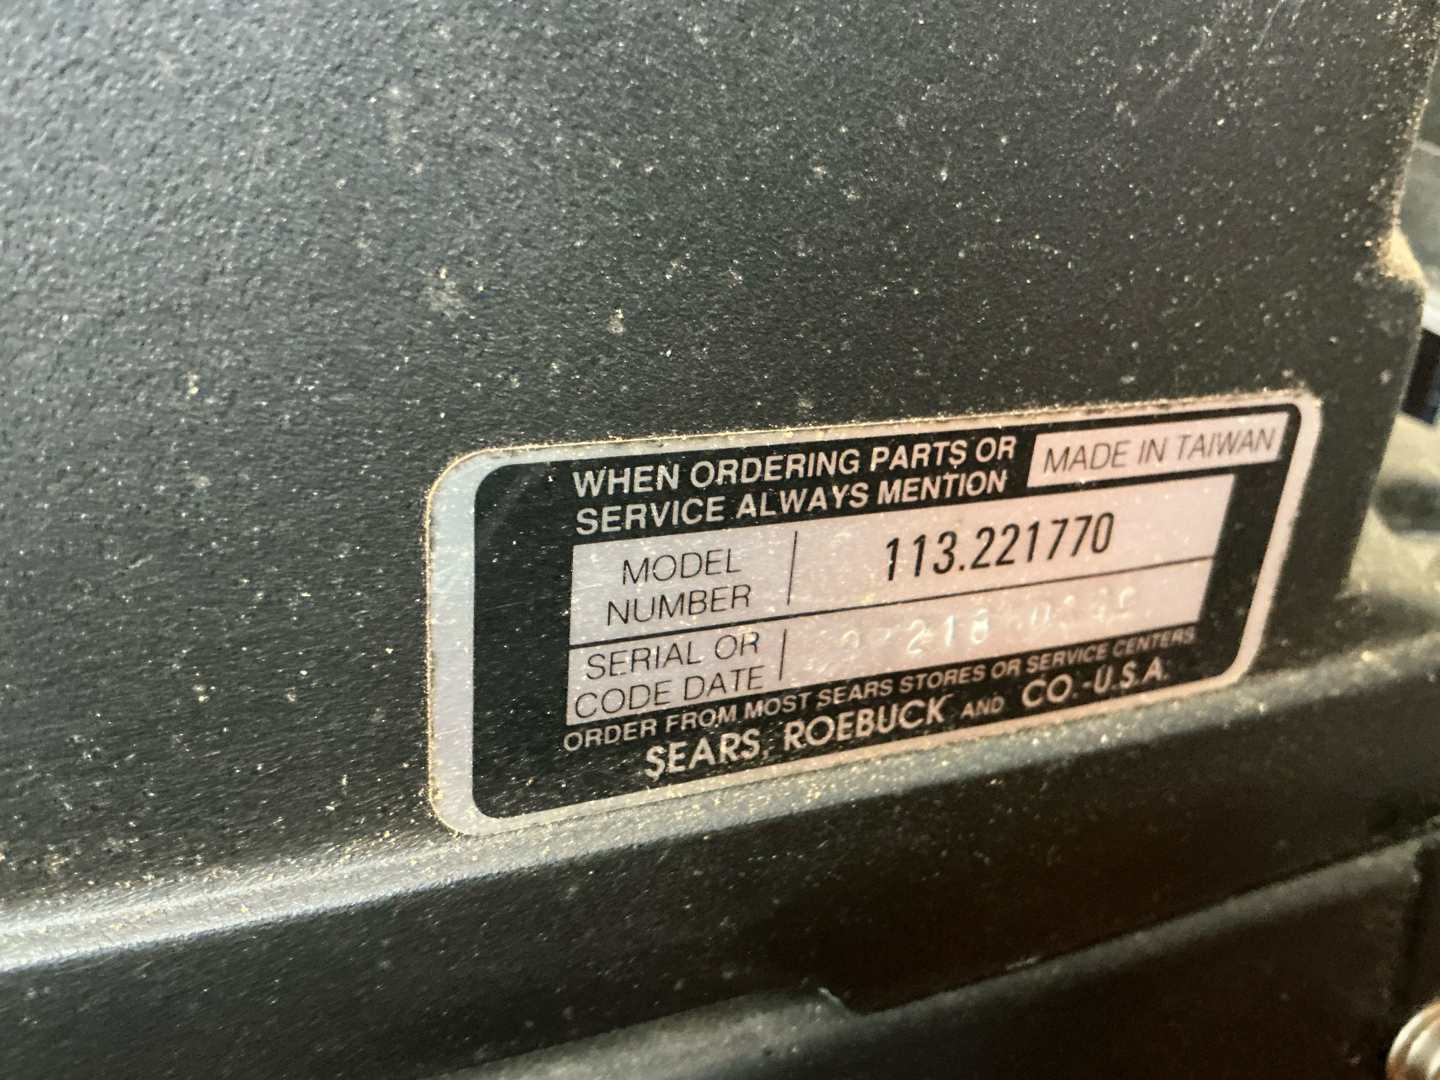 WHEN ORDERING PARTS OR
SERVICE ALWAYS MENTION
MADE IN TAIWAN
MODEL
NUMBER
113.221770
SERIAL OR
CODE DATE
ORDER FROM MOST SEARS STORES OR SERVICE CENTERS
SEARS, ROEBUCK AND CO.-U.S.A.